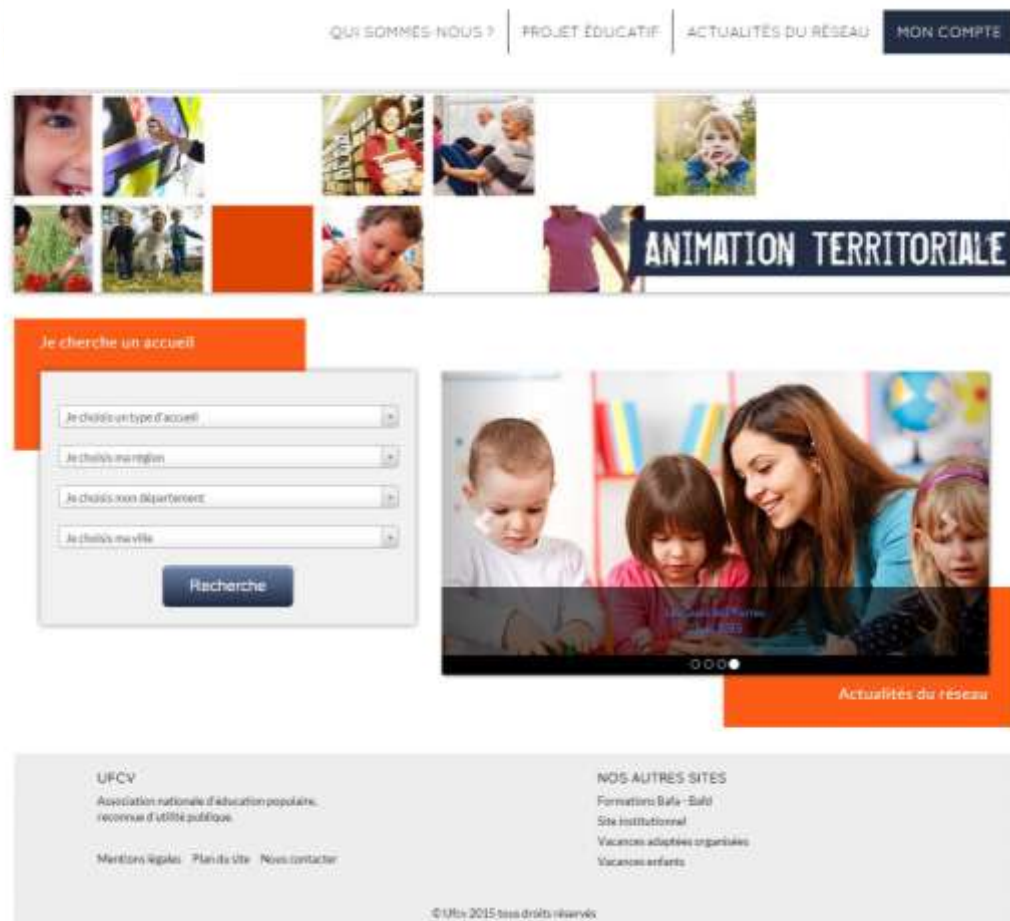 QUI SOMMES-NOUS ?
PROJET ÉDUCATIF
ACTUALITÉS DU RÉSEAU
MON COMPTE
ANIMATION TERRITORIALE
Je cherche un accueil
Je choisis un type d'accueil
Je choisis ma région
Je choisis mon département
Je choisis ma ville
Recherche
Actualités du réseau
UFCV
Association nationale d'éducation populaire,
reconnue d'utilité publique.
Mentions légales Plan du site Nous contacter
NOS AUTRES SITES
Formations Bafa - Bafd
Site institutionnel
Vacances adaptées organisées
Vacances enfants
© Ufcv 2015 tous droits réservés